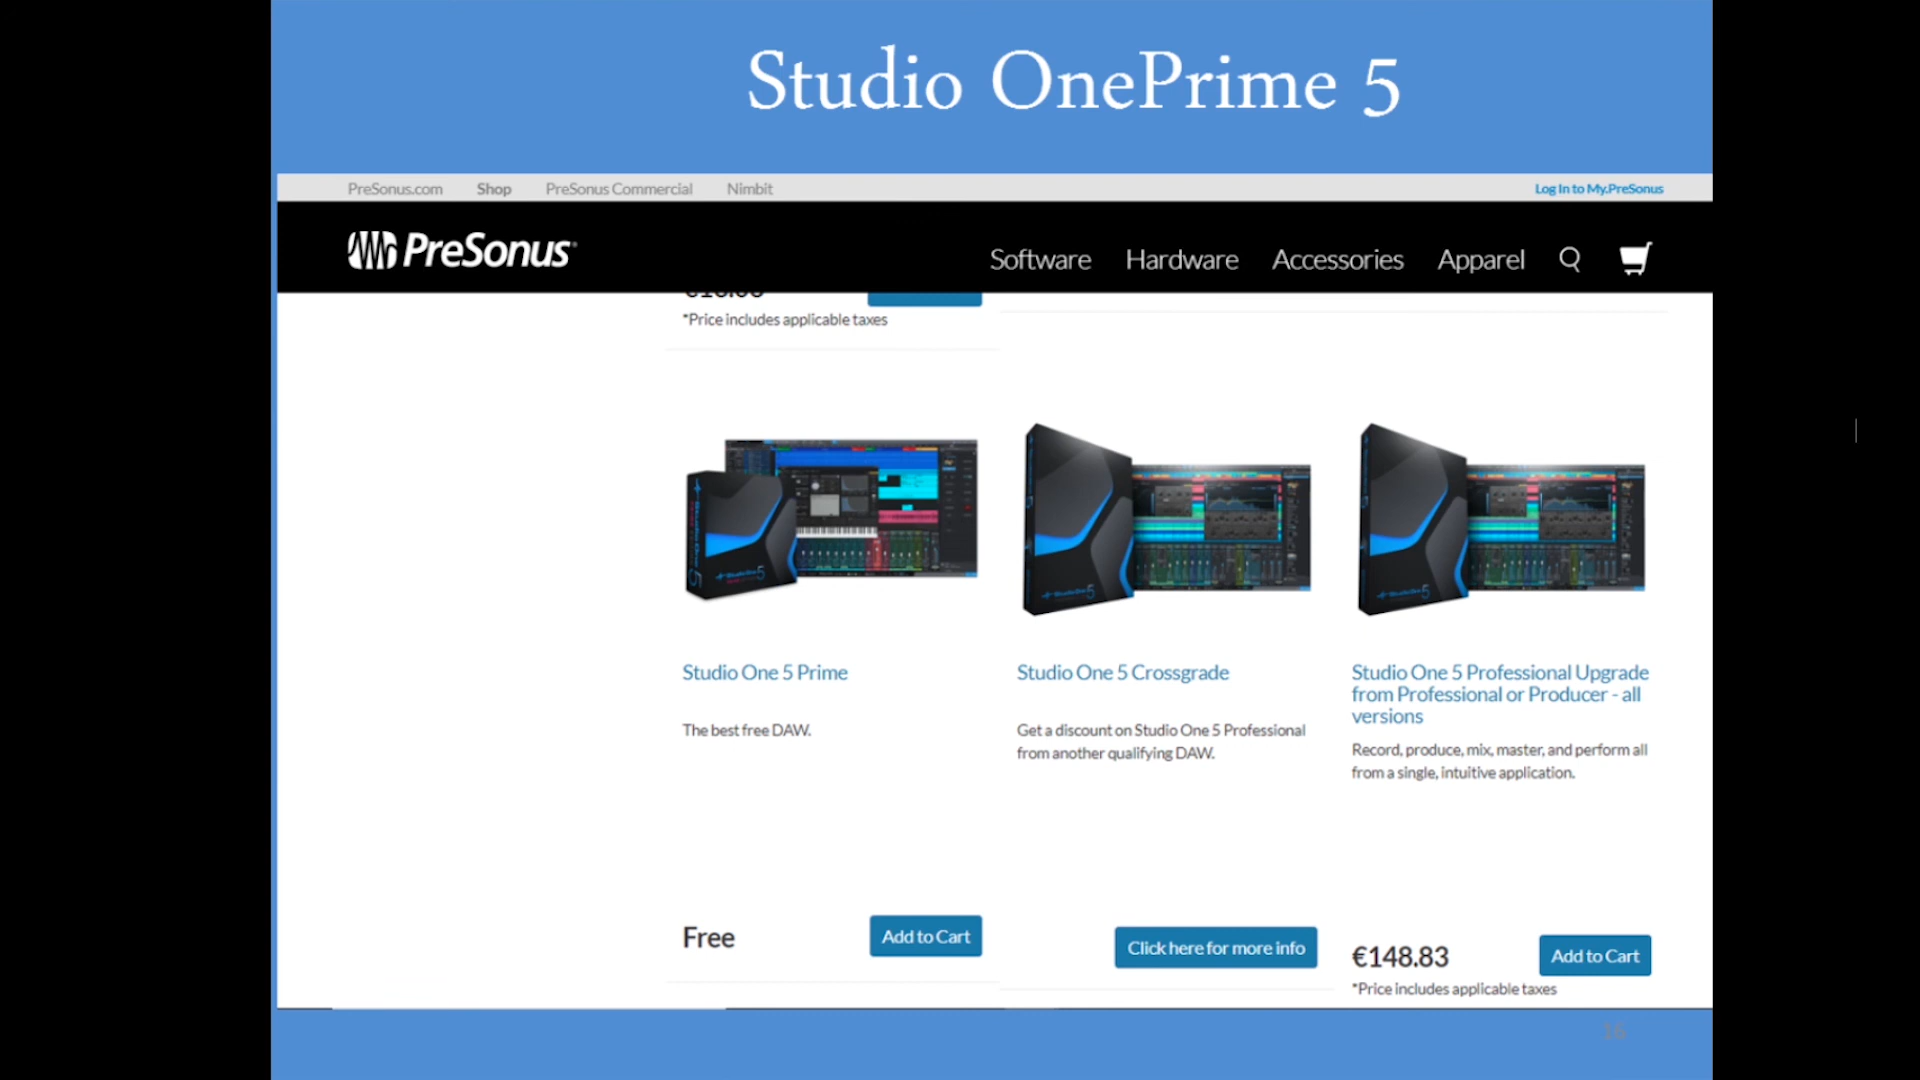 Studio OnePrime 5
PreSonus.com Shop PreSonus Commercial Nimbit Log In to My.PreSonus
PreSonus Software Hardware Accessories Apparel
*Price includes applicable taxes
Studio One 5 Prime
The best free DAW.
Free
Add to Cart
Studio One 5 Crossgrade
Get a discount on Studio One 5 Professional
from another qualifying DAW.
Click here for more info
Studio One 5 Professional Upgrade
from Professional or Producer - all
versions
Record, produce, mix, master, and perform all
from a single, intuitive application.
€148.83
Add to Cart
*Price includes applicable taxes
16